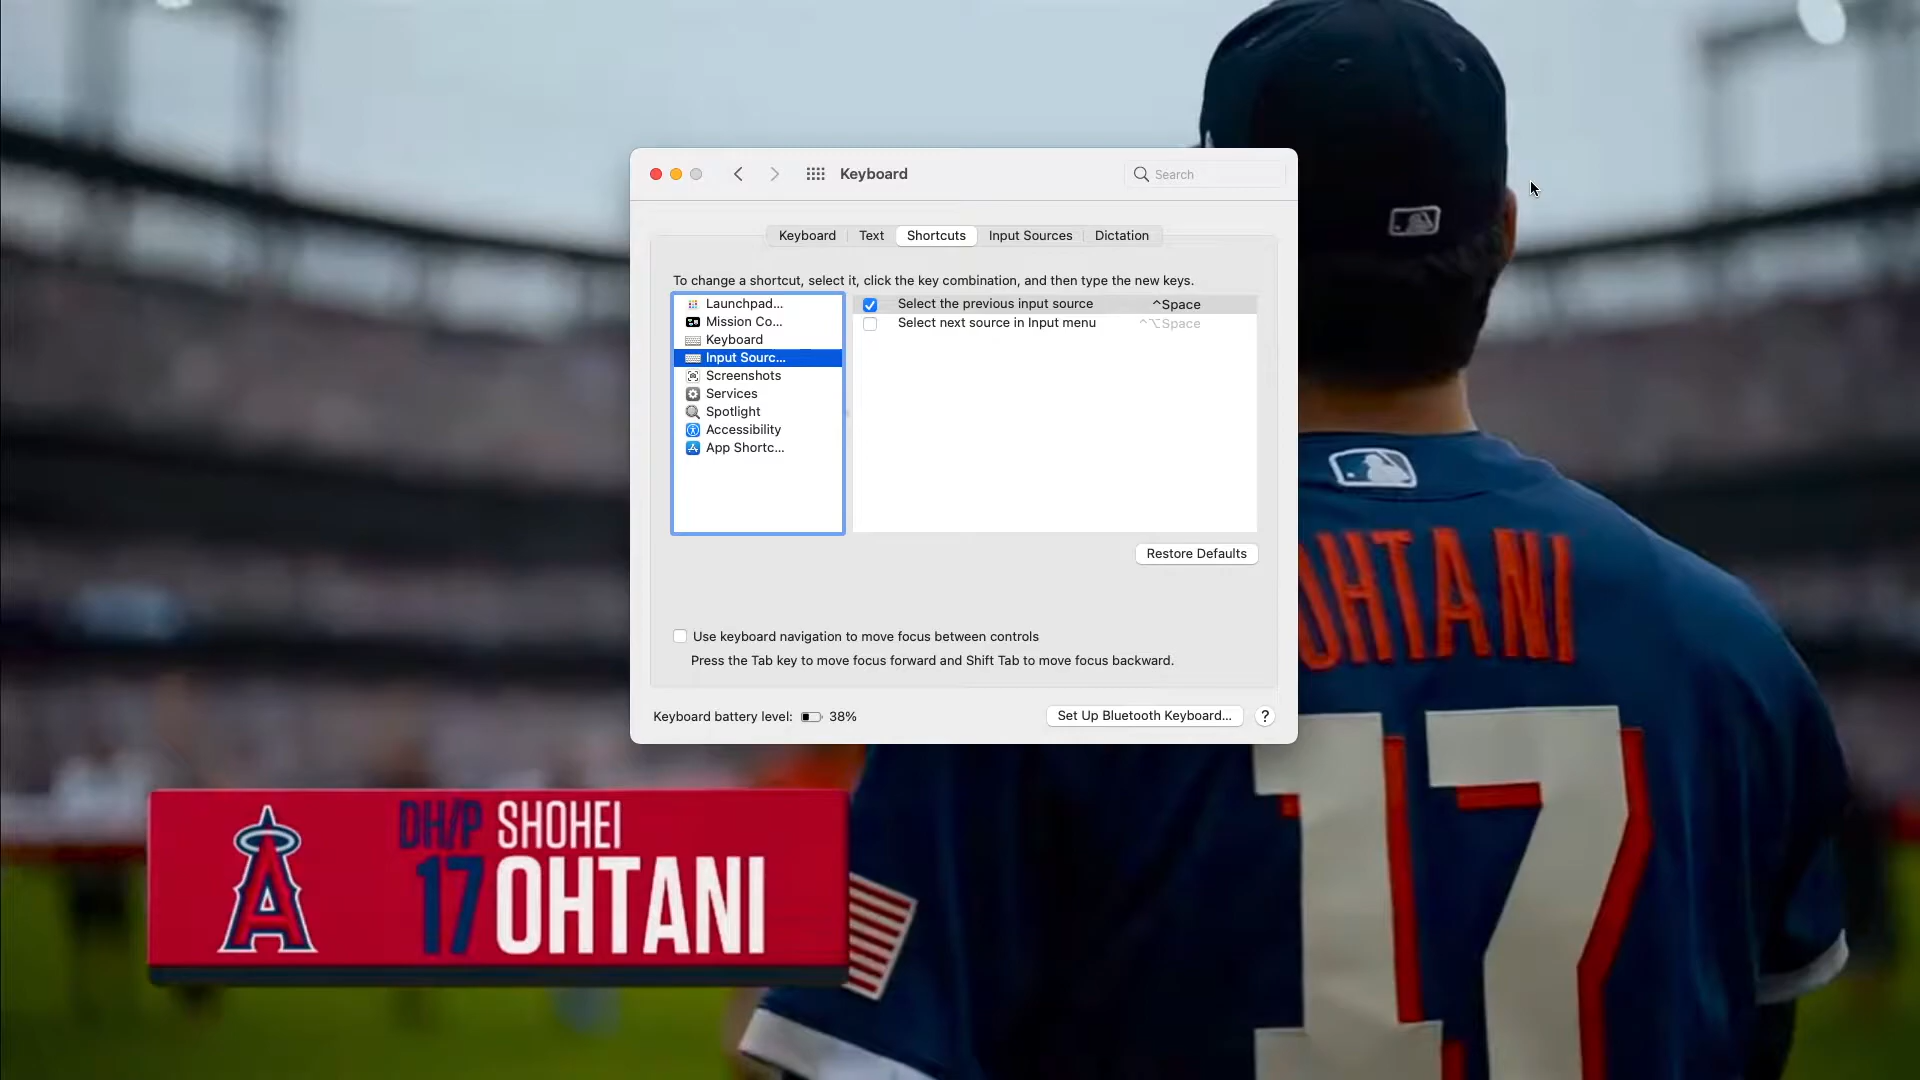 Keyboard
Search
Keyboard
Text
Shortcuts
Input Sources
Dictation
To change a shortcut, select it, click the key combination, and then type the new keys.
Launchpad...
Mission Co...
Keyboard
Input Sourc...
Screenshots
Services
Spotlight
Accessibility
App Shortc...
Select the previous input source ^Space
Select next source in Input menu ^⌥Space
Restore Defaults
Use keyboard navigation to move focus between controls
Press the Tab key to move focus forward and Shift Tab to move focus backward.
Keyboard battery level: 38%
Set Up Bluetooth Keyboard...
?
OHTANI
17
A
DH/P SHOHEI
17 OHTANI